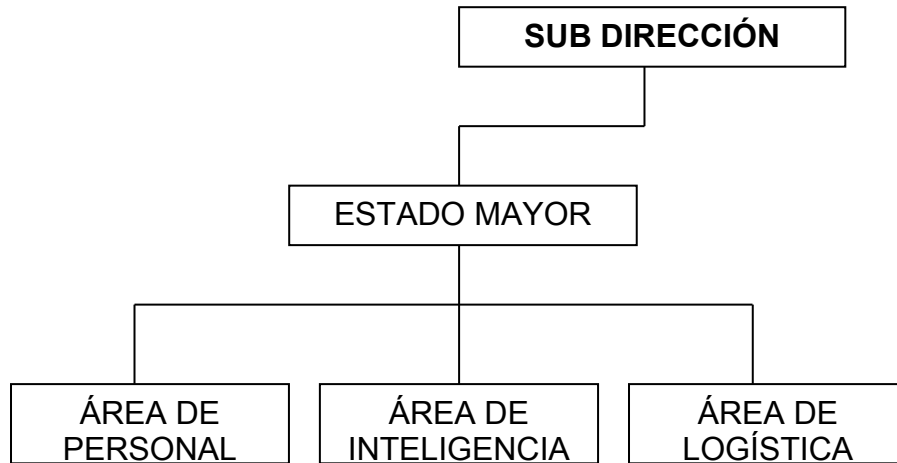 SUB DIRECCIÓN
ESTADO MAYOR
ÁREA DE
PERSONAL
ÁREA DE
INTELIGENCIA
ÁREA DE
LOGÍSTICA